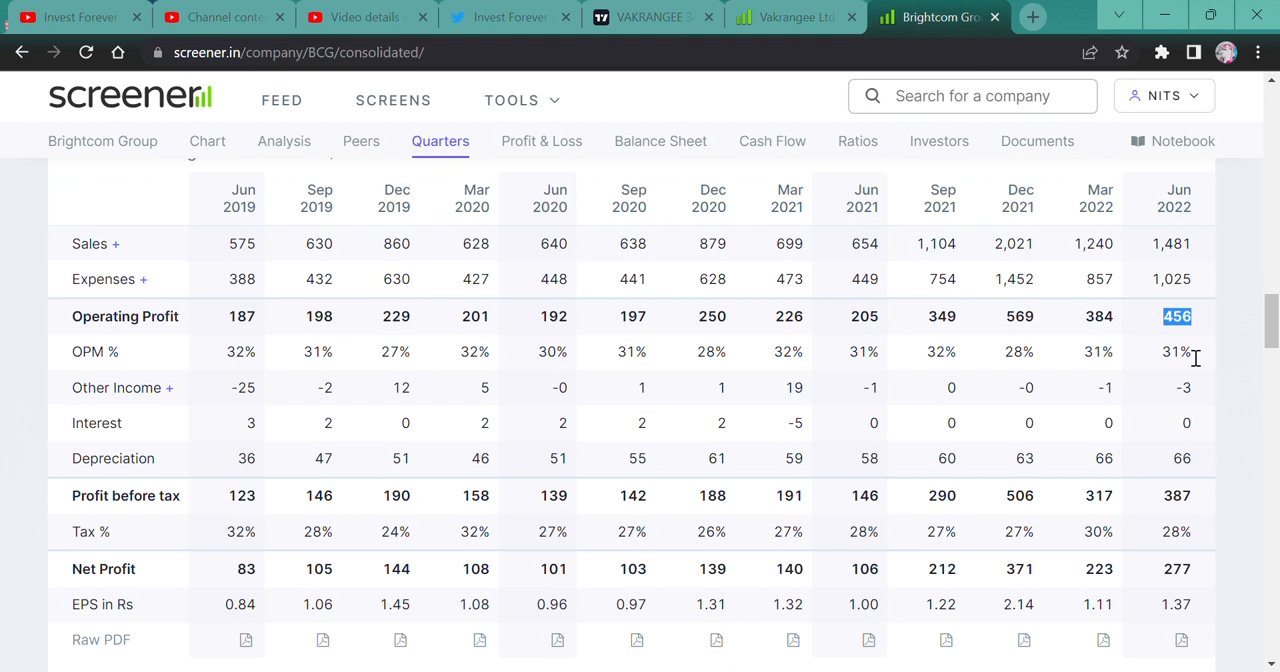 Invest Forever
Channel conte
Video details -
Invest Forever
VAKRANGEE 3
Vakrangee Ltd
Brightcom Gro
screener.in/company/BCG/consolidated/
screener
FEED SCREENS TOOLS
Search for a company
NITS
Brightcom Group Chart Analysis Peers Quarters Profit & Loss Balance Sheet Cash Flow Ratios Investors Documents Notebook
Jun 2019 Sep 2019 Dec 2019 Mar 2020 Jun 2020 Sep 2020 Dec 2020 Mar 2021 Jun 2021 Sep 2021 Dec 2021 Mar 2022 Jun 2022
Sales + 575 630 860 628 640 638 879 699 654 1,104 2,021 1,240 1,481
Expenses + 388 432 630 427 448 441 628 473 449 754 1,452 857 1,025
Operating Profit 187 198 229 201 192 197 250 226 205 349 569 384 456
OPM % 32% 31% 27% 32% 30% 31% 28% 32% 31% 32% 28% 31% 31%
Other Income + -25 -2 12 5 -0 1 1 19 -1 0 -0 -1 -3
Interest 3 2 0 2 2 2 2 -5 0 0 0 0 0
Depreciation 36 47 51 46 51 55 61 59 58 60 63 66 66
Profit before tax 123 146 190 158 139 142 188 191 146 290 506 317 387
Tax % 32% 28% 24% 32% 27% 27% 26% 27% 28% 27% 27% 30% 28%
Net Profit 83 105 144 108 101 103 139 140 106 212 371 223 277
EPS in Rs 0.84 1.06 1.45 1.08 0.96 0.97 1.31 1.32 1.00 1.22 2.14 1.11 1.37
Raw PDF